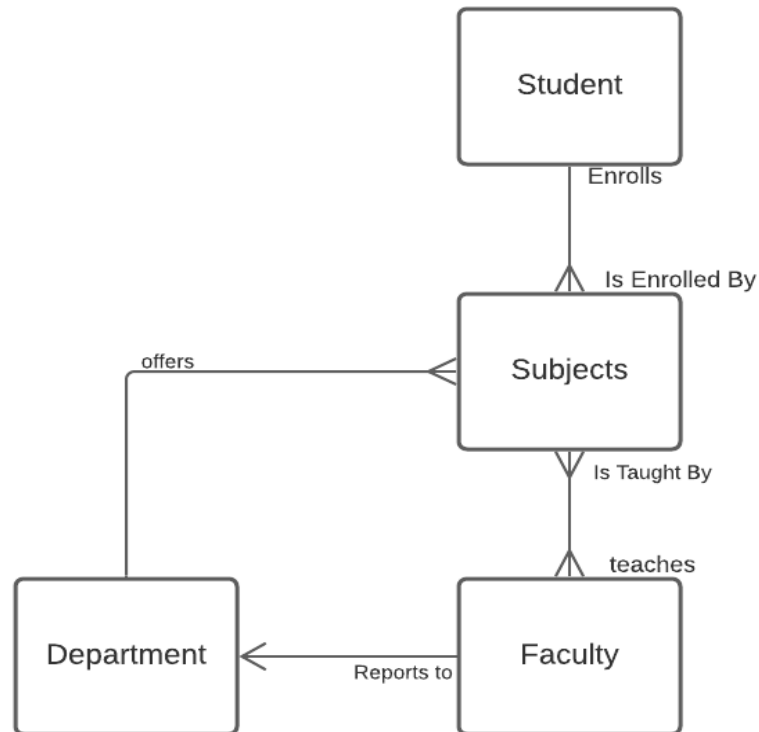 Student
Enrolls
Is Enrolled By
offers
Subjects
Is Taught By
teaches
Department
Faculty
Reports to